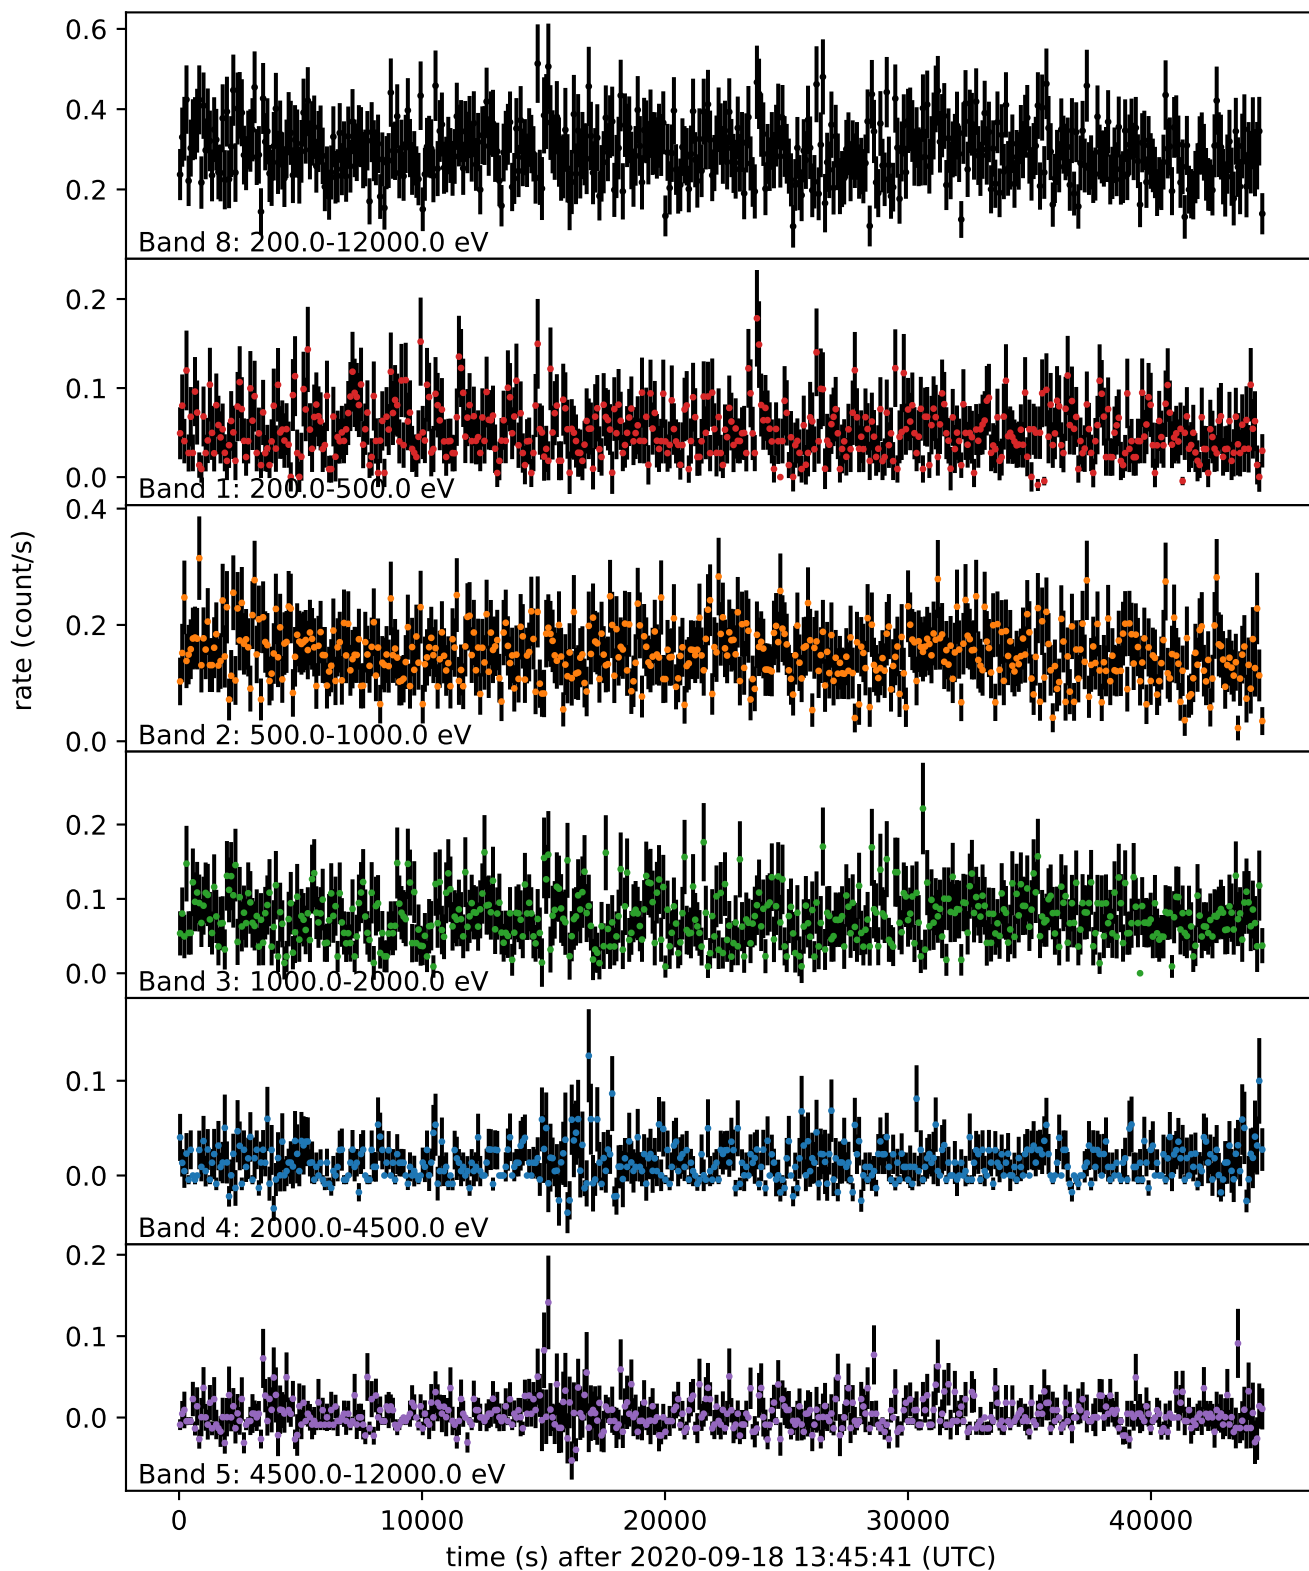 rate (count/s)
0.6
0.4
0.2
Band 8: 200.0-12000.0 eV
0.2
0.1
0.0
Band 1: 200.0-500.0 eV
0.4
0.2
0.0
Band 2: 500.0-1000.0 eV
0.2
0.1
0.0
Band 3: 1000.0-2000.0 eV
0.1
0.0
Band 4: 2000.0-4500.0 eV
0.2
0.1
0.0
Band 5: 4500.0-12000.0 eV
0 10000 20000 30000 40000
time (s) after 2020-09-18 13:45:41 (UTC)